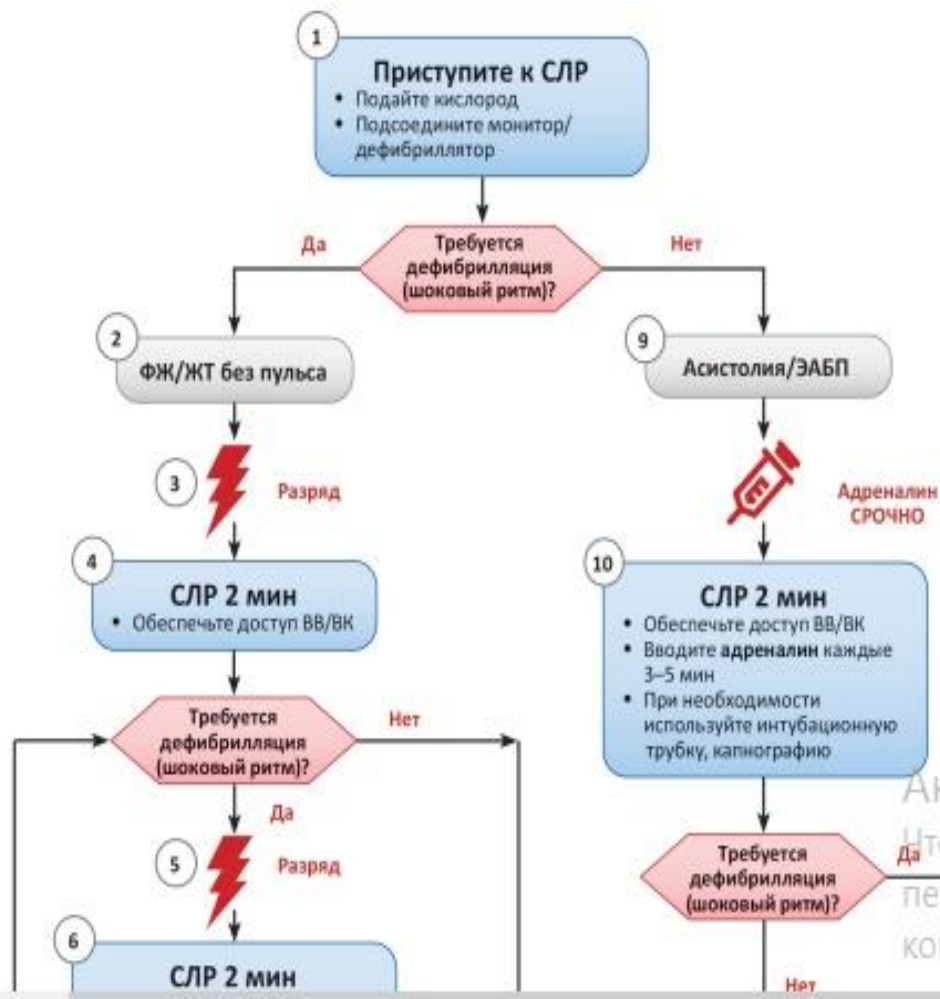 1
Приступите к СЛР
• Подайте кислород
• Подсоедините монитор/
дефибриллятор
Да
Требуется
дефибрилляция
(шоковый ритм)?
Нет
2
ФЖ/ЖТ без пульса
9
Асистолия/ЭАБП
3
Разряд
Адреналин
СРОЧНО
4
СЛР 2 мин
• Обеспечьте доступ ВВ/ВК
10
СЛР 2 мин
• Обеспечьте доступ ВВ/ВК
• Вводите адреналин каждые
3–5 мин
• При необходимости
используйте интубационную
трубку, капнографию
Требуется
дефибрилляция
(шоковый ритм)?
Нет
Да
5
Разряд
Требуется
дефибрилляция
(шоковый ритм)?
Да
Нет
6
СЛР 2 мин